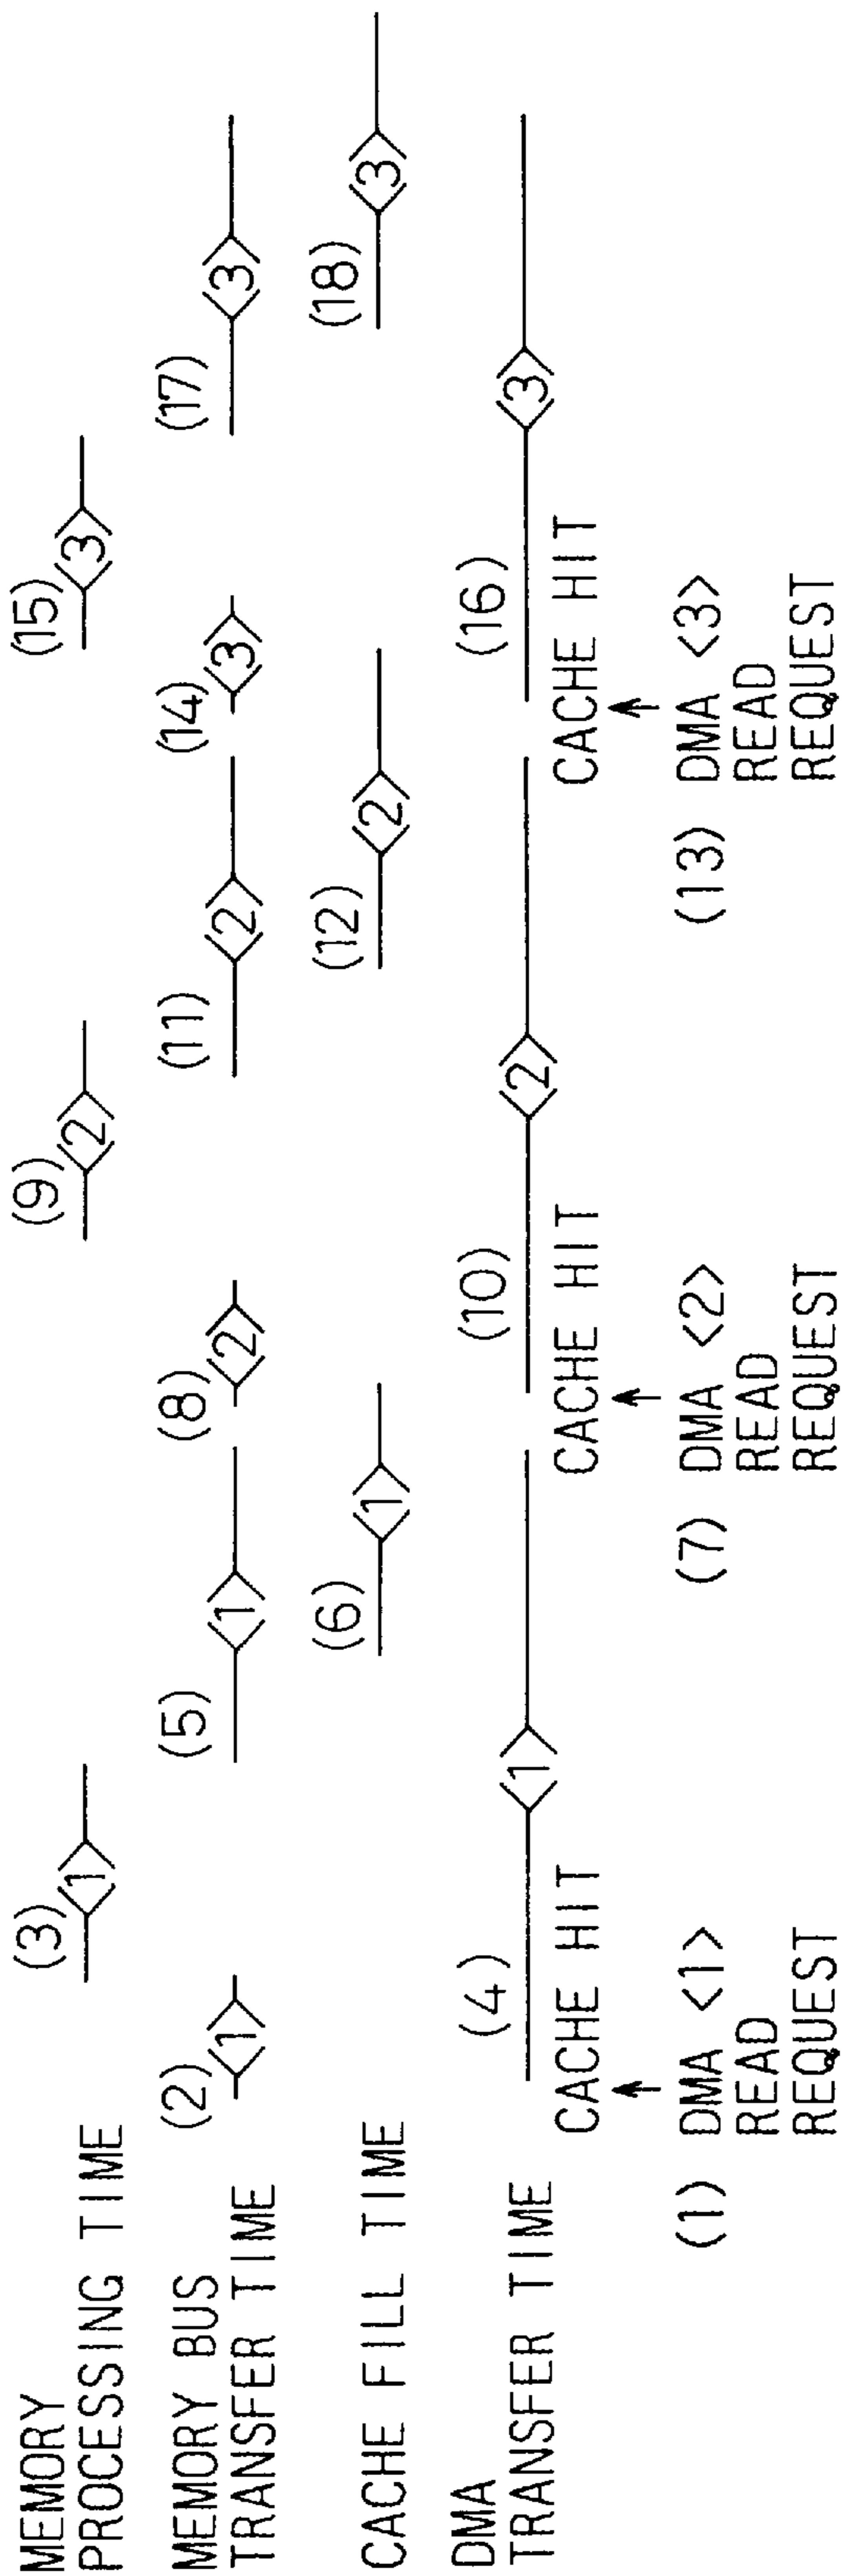 MEMORY
PROCESSING TIME
(3)
<1>
(9)
<2>
(15)
<3>
MEMORY BUS
TRANSFER TIME
(2)
<1>
(5)
<1>
(8)
<2>
(11)
<2>
(14)
<3>
(17)
<3>
CACHE FILL TIME
(6)
<1>
(12)
<2>
(18)
<3>
DMA
TRANSFER TIME
(4)
<1>
(10)
<2>
(16)
<3>
CACHE HIT
CACHE HIT
CACHE HIT
(1) DMA <1>
READ
REQUEST
(7) DMA <2>
READ
REQUEST
(13) DMA <3>
READ
REQUEST